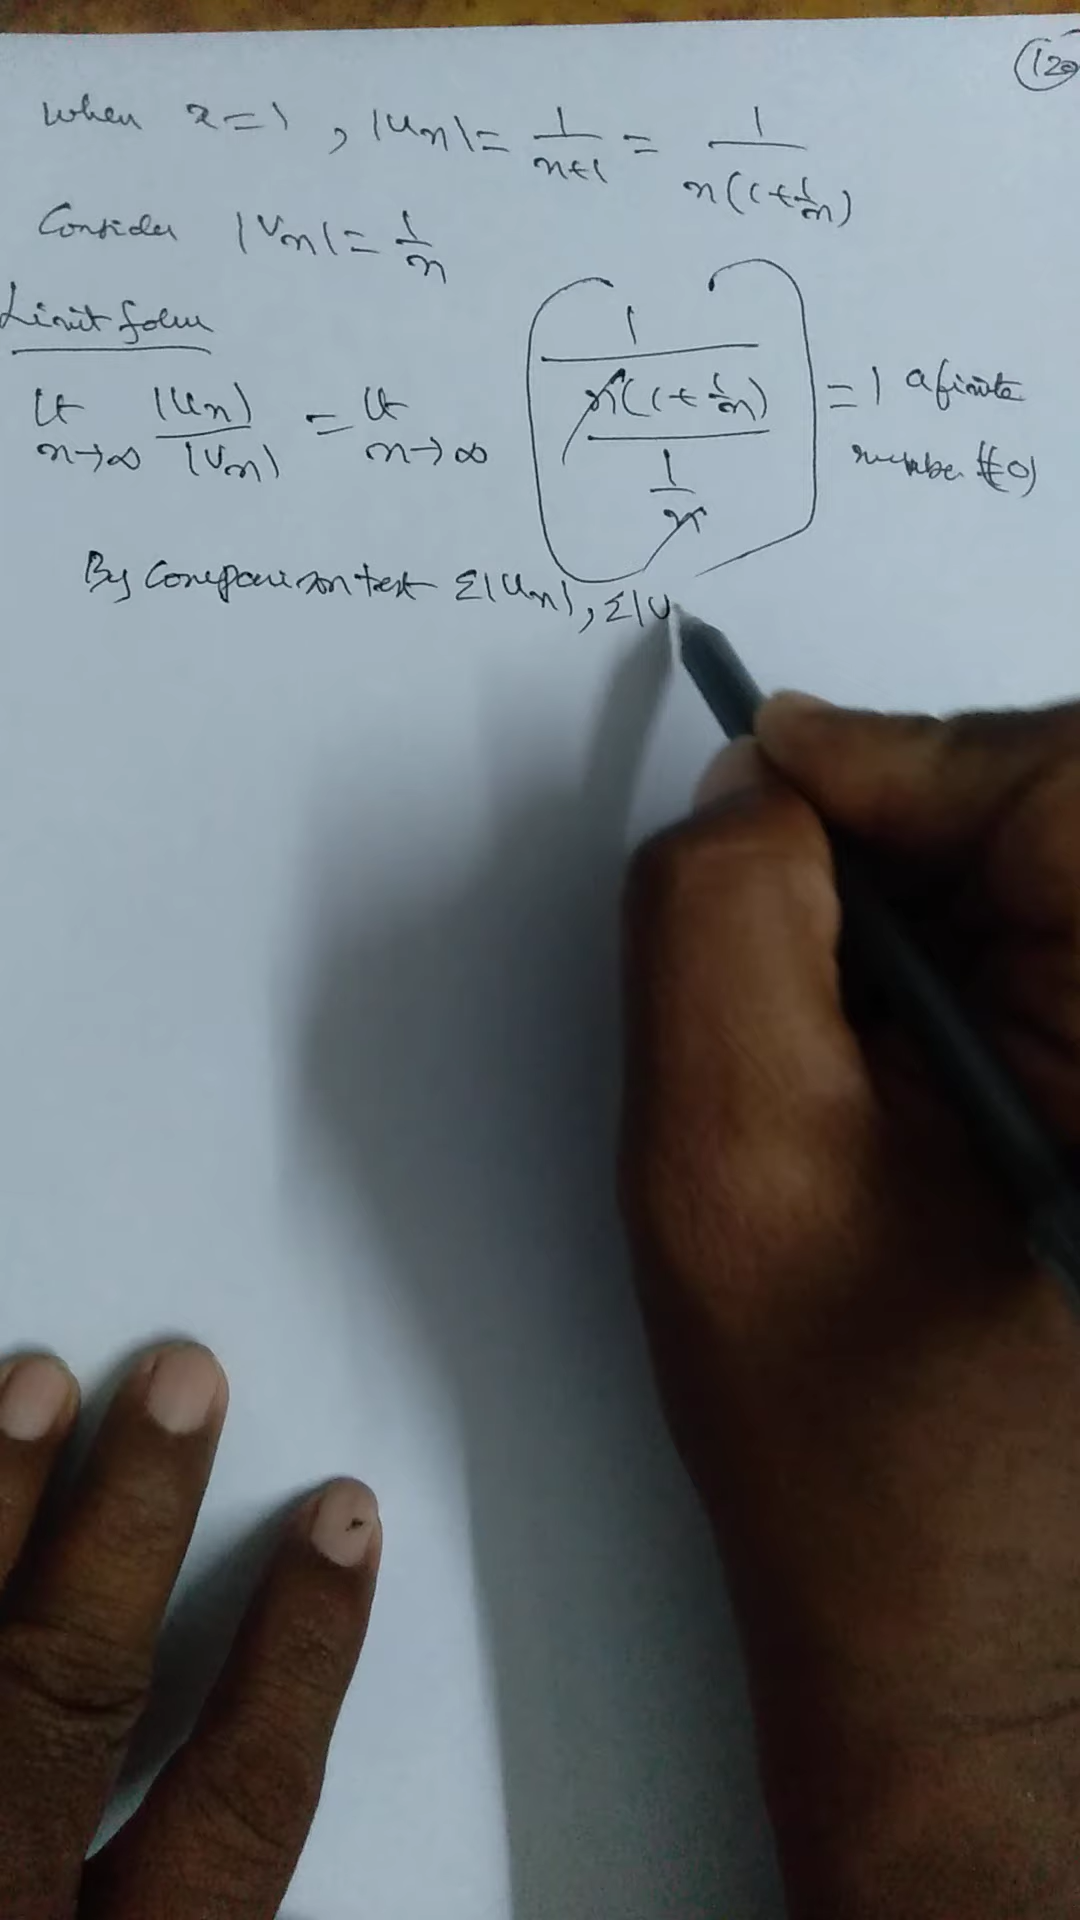 (120)
When x=1, |Un| = 1/(n+1) = 1/(n(1+1/n))
Consider |Vn| = 1/n
Limit form
Lt n→∞ |Un|/|Vn| = Lt n→∞ ( (1/(n(1+1/n)))/(1/n) ) = 1 a finite
number (≠0)
By Comparison test Σ|Un|, Σ|V